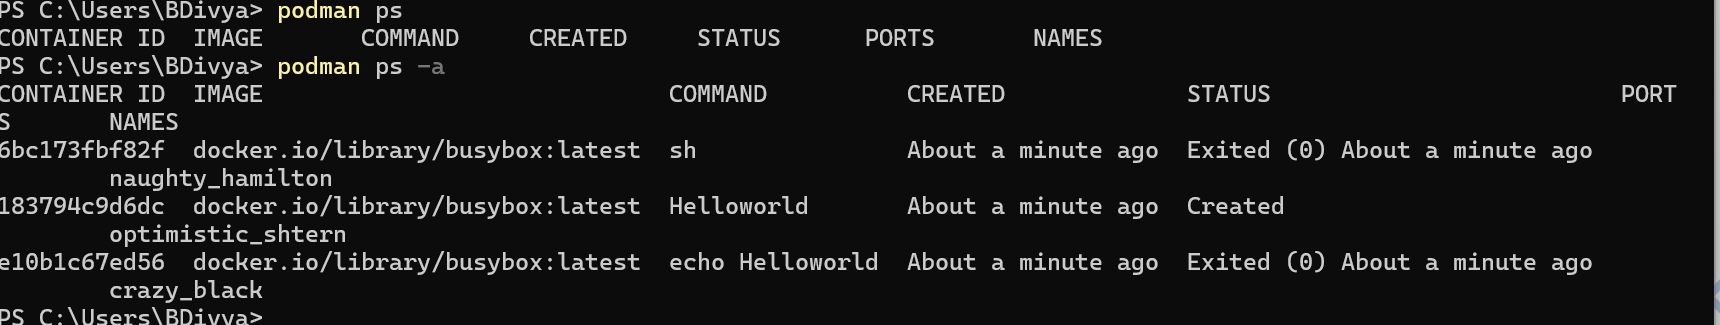 PS C:\Users\BDivya> podman ps
CONTAINER ID  IMAGE       COMMAND     CREATED     STATUS      PORTS       NAMES
PS C:\Users\BDivya> podman ps -a
CONTAINER ID  IMAGE                             COMMAND          CREATED             STATUS                         PORT
S       NAMES
6bc173fbf82f  docker.io/library/busybox:latest  sh               About a minute ago  Exited (0) About a minute ago
        naughty_hamilton
183794c9d6dc  docker.io/library/busybox:latest  Helloworld       About a minute ago  Created
        optimistic_shtern
e10b1c67ed56  docker.io/library/busybox:latest  echo Helloworld  About a minute ago  Exited (0) About a minute ago
        crazy_black
PS C:\Users\BDivya>